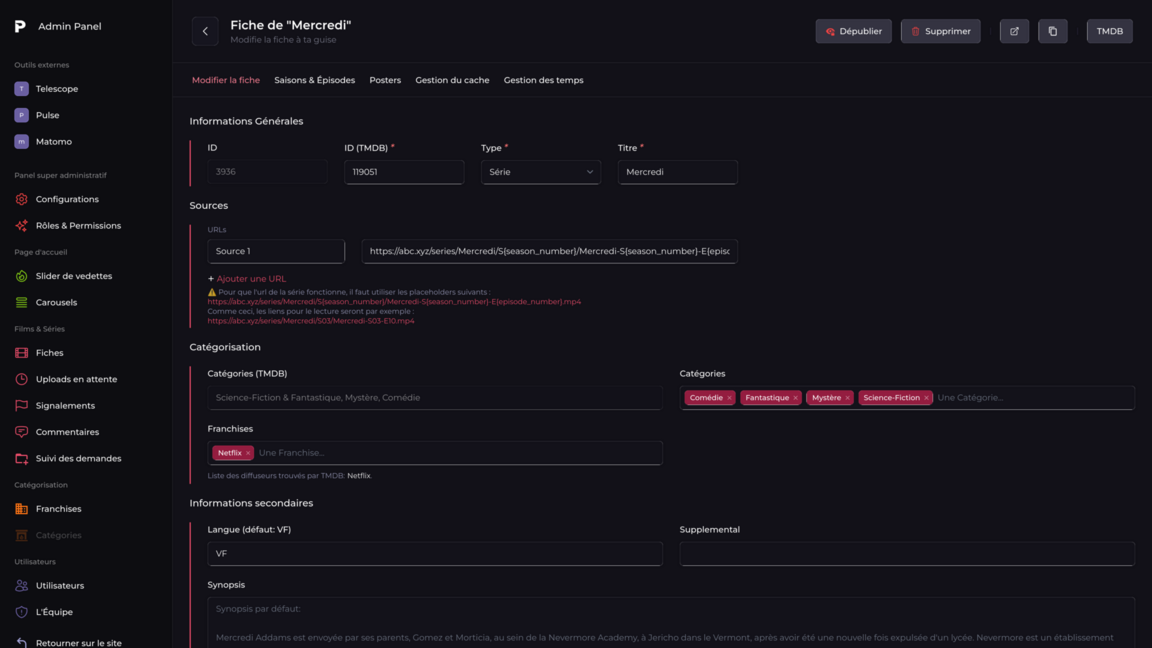 Admin Panel
Outils externes
T Telescope
P Pulse
m Matomo
Panel super administratif
Configurations
Rôles & Permissions
Page d'accueil
Slider de vedettes
Carousels
Films & Séries
Fiches
Uploads en attente
Signalements
Commentaires
Suivi des demandes
Catégorisation
Franchises
Catégories
Utilisateurs
Utilisateurs
L'Équipe
Retourner sur le site
Fiche de "Mercredi"
Modifie la fiche à ta guise
Dépublier
Supprimer
TMDB
Modifier la fiche Saisons & Épisodes Posters Gestion du cache Gestion des temps
Informations Générales
ID ID (TMDB) * Type * Titre *
3936 119051 Série Mercredi
Sources
URLs
Source 1 https://abc.xyz/series/Mercredi/S{season_number}/Mercredi-S{season_number}-E{episo
+ Ajouter une URL
⚠️ Pour que l'url de la série fonctionne, il faut utiliser les placeholders suivants :
https://abc.xyz/series/Mercredi/S{season_number}/Mercredi-S{season_number}-E{episode_number}.mp4
Comme ceci, les liens pour le lecture seront par exemple :
https://abc.xyz/series/Mercredi/S03/Mercredi-S03-E10.mp4
Catégorisation
Catégories (TMDB) Catégories
Science-Fiction & Fantastique, Mystère, Comédie Comédie × Fantastique × Mystère × Science-Fiction × Une Catégorie...
Franchises
Netflix × Une Franchise...
Liste des diffuseurs trouvés par TMDB: Netflix.
Informations secondaires
Langue (défaut: VF) Supplemental
VF
Synopsis
Synopsis par défaut:
Mercredi Addams est envoyée par ses parents, Gomez et Morticia, au sein de la Nevermore Academy, à Jericho dans le Vermont, après avoir été une nouvelle fois expulsée d'un lycée. Nevermore est un établissement